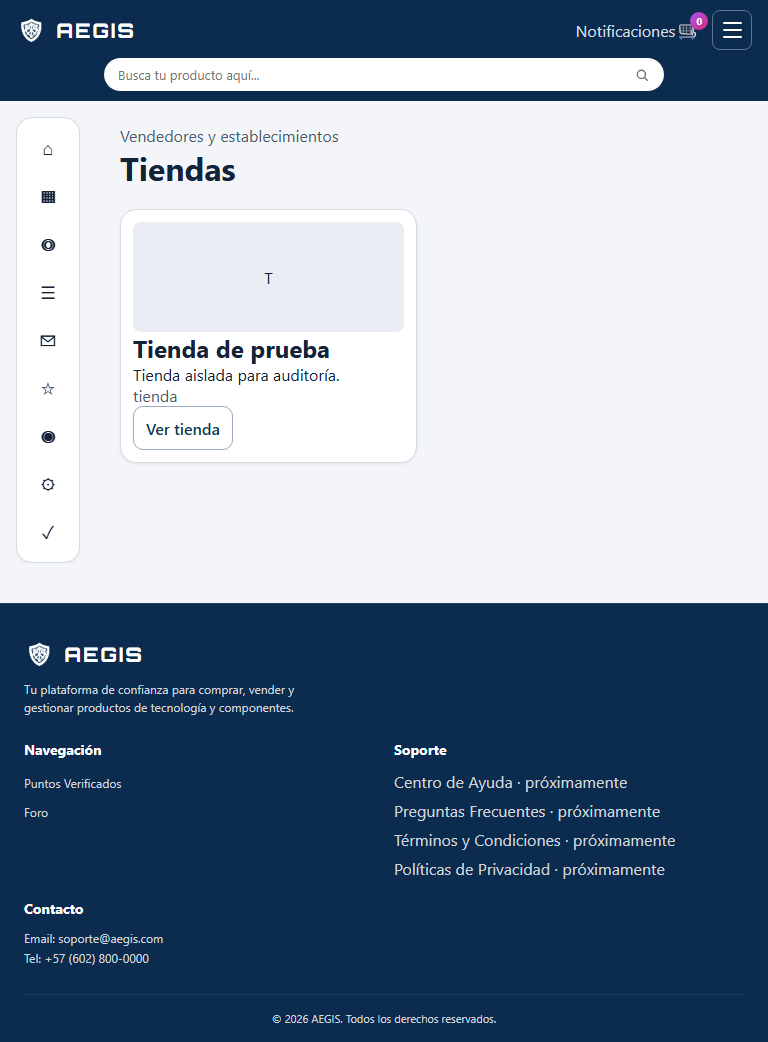 AEGIS
Notificaciones
0
Busca tu producto aquí...
Vendedores y establecimientos
Tiendas
T
Tienda de prueba
Tienda aislada para auditoría.
tienda
Ver tienda
AEGIS
Tu plataforma de confianza para comprar, vender y
gestionar productos de tecnología y componentes.
Navegación
Puntos Verificados
Foro
Soporte
Centro de Ayuda · próximamente
Preguntas Frecuentes · próximamente
Términos y Condiciones · próximamente
Políticas de Privacidad · próximamente
Contacto
Email: soporte@aegis.com
Tel: +57 (602) 800-0000
© 2026 AEGIS. Todos los derechos reservados.